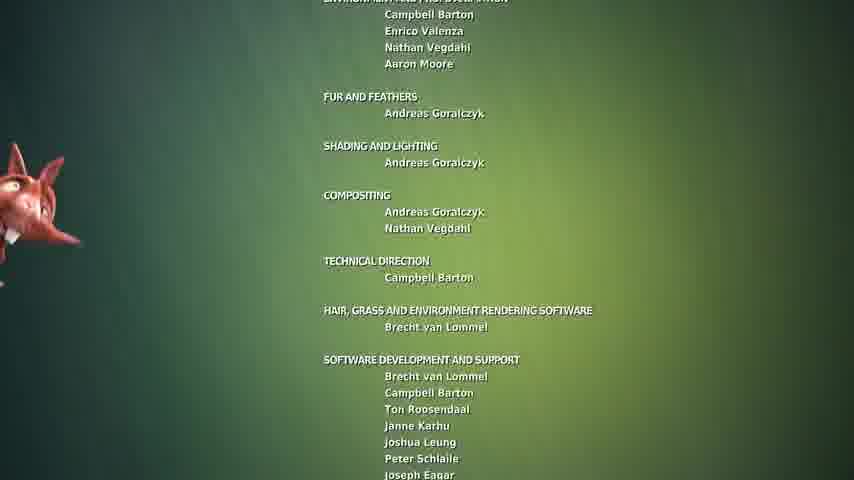 Campbell Barton
Enrico Valenza
Nathan Vegdahl
Aaron Moore
FUR AND FEATHERS
Andreas Goralczyk
SHADING AND LIGHTING
Andreas Goralczyk
COMPOSITING
Andreas Goralczyk
Nathan Vegdahl
TECHNICAL DIRECTION
Campbell Barton
HAIR, GRASS AND ENVIRONMENT RENDERING SOFTWARE
Brecht van Lommel
SOFTWARE DEVELOPMENT AND SUPPORT
Brecht van Lommel
Campbell Barton
Ton Roosendaal
Janne Karhu
Joshua Leung
Peter Schlaile
Joseph Eagar